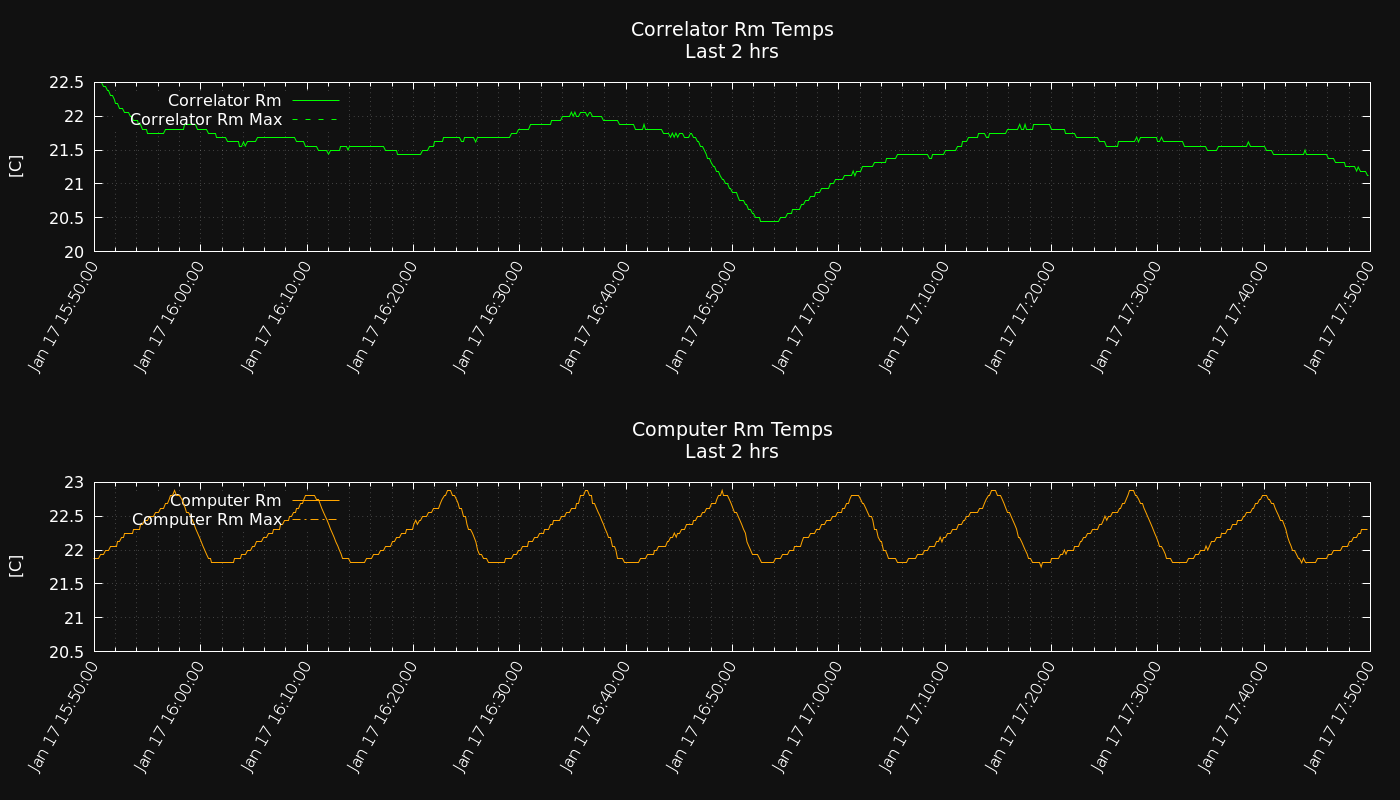 Correlator Rm Temps
Last 2 hrs
22.5
22
21.5
21
20.5
20
[C]
Correlator Rm
Correlator Rm Max
Jan 17 15:50:00
Jan 17 16:00:00
Jan 17 16:10:00
Jan 17 16:20:00
Jan 17 16:30:00
Jan 17 16:40:00
Jan 17 16:50:00
Jan 17 17:00:00
Jan 17 17:10:00
Jan 17 17:20:00
Jan 17 17:30:00
Jan 17 17:40:00
Jan 17 17:50:00
Computer Rm Temps
Last 2 hrs
23
22.5
22
21.5
21
20.5
[C]
Computer Rm
Computer Rm Max
Jan 17 15:50:00
Jan 17 16:00:00
Jan 17 16:10:00
Jan 17 16:20:00
Jan 17 16:30:00
Jan 17 16:40:00
Jan 17 16:50:00
Jan 17 17:00:00
Jan 17 17:10:00
Jan 17 17:20:00
Jan 17 17:30:00
Jan 17 17:40:00
Jan 17 17:50:00